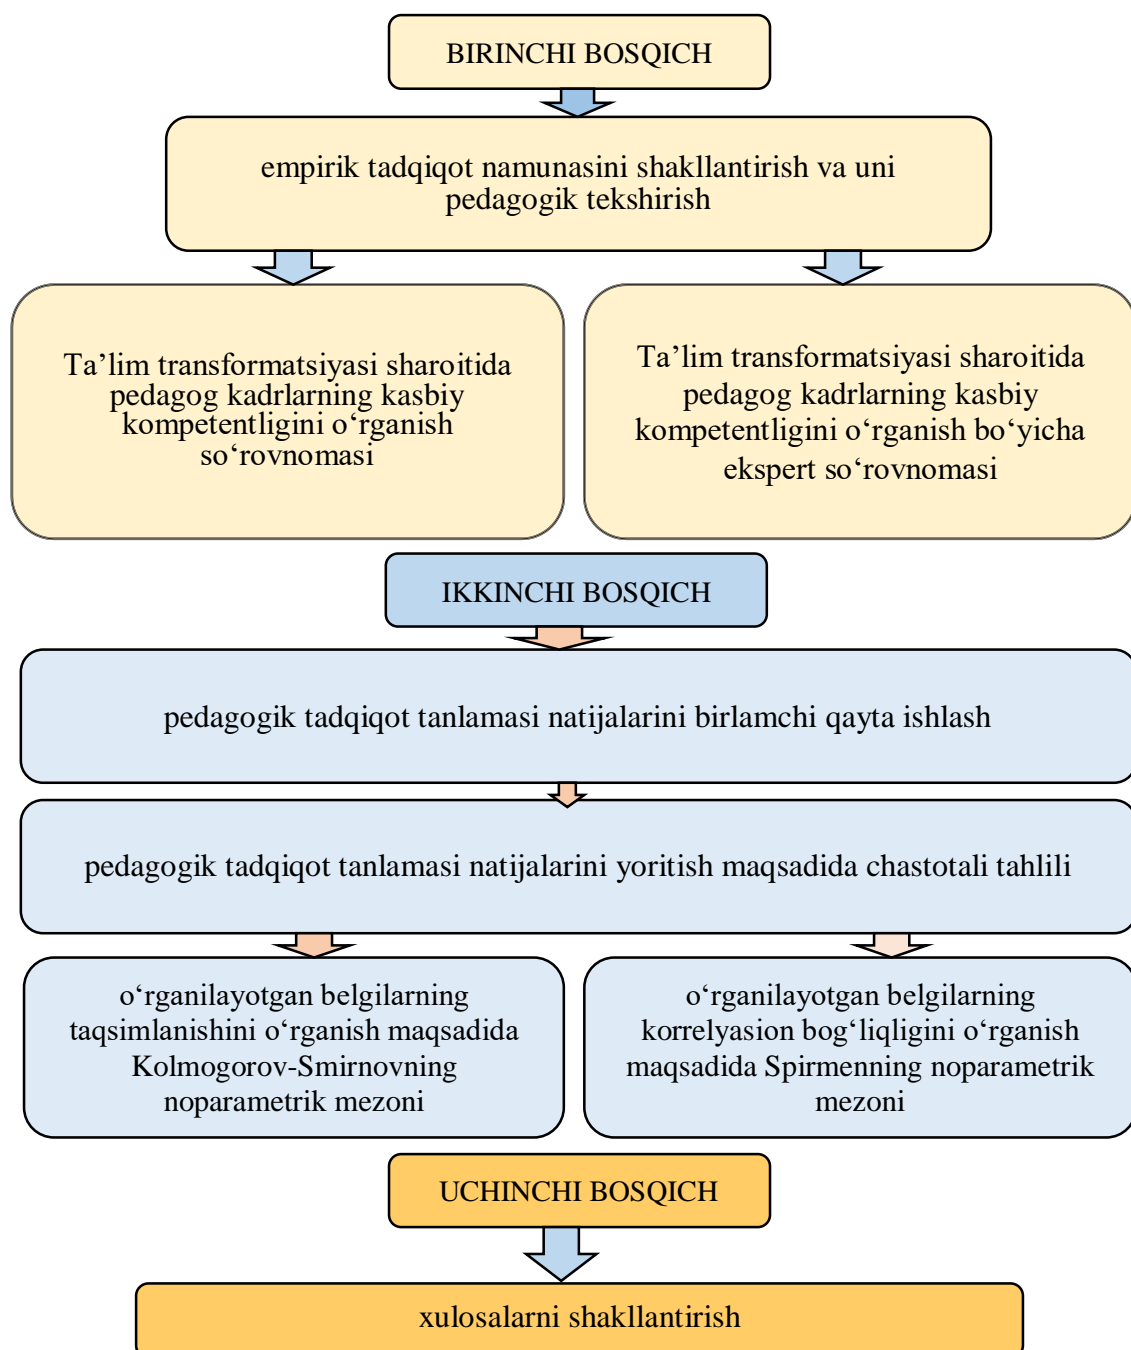 BIRINCHI BOSQICH
empirik tadqiqot namunasini shakllantirish va uni
pedagogik tekshirish
Ta’lim transformatsiyasi sharoitida
pedagog kadrlarning kasbiy
kompetentligini o‘rganish
so‘rovnomasi
Ta’lim transformatsiyasi sharoitida
pedagog kadrlarning kasbiy
kompetentligini o‘rganish bo‘yicha
ekspert so‘rovnomasi
IKKINCHI BOSQICH
pedagogik tadqiqot tanlamasi natijalarini birlamchi qayta ishlash
pedagogik tadqiqot tanlamasi natijalarini yoritish maqsadida chastotali tahlili
o‘rganilayotgan belgilarning
taqsimlanishini o‘rganish maqsadida
Kolmogorov-Smirnovning
noparametrik mezoni
o‘rganilayotgan belgilarning
korrelyasion bog‘liqligini o‘rganish
maqsadida Spirmenning noparametrik
mezoni
UCHINCHI BOSQICH
xulosalarni shakllantirish